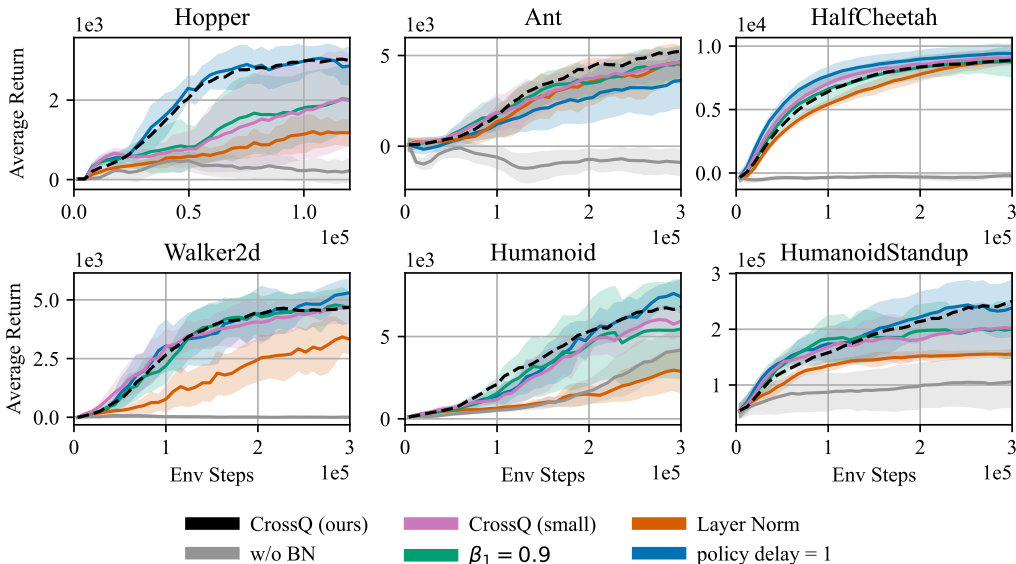 Hopper
Ant
HalfCheetah
1e3
1e3
1e4
Average Return
2
0
0.0
0.5
1.0
1e5
5
0
0
1
2
3
1e5
1.0
0.5
0.0
0
1
2
3
1e5
Walker2d
Humanoid
HumanoidStandup
1e3
1e3
1e5
Average Return
5.0
2.5
0.0
0
1
2
3
Env Steps
1e5
5
0
0
1
2
3
Env Steps
1e5
3
2
1
0
1
2
3
Env Steps
1e5
CrossQ (ours)
CrossQ (small)
Layer Norm
w/o BN
β₁ = 0.9
policy delay = 1